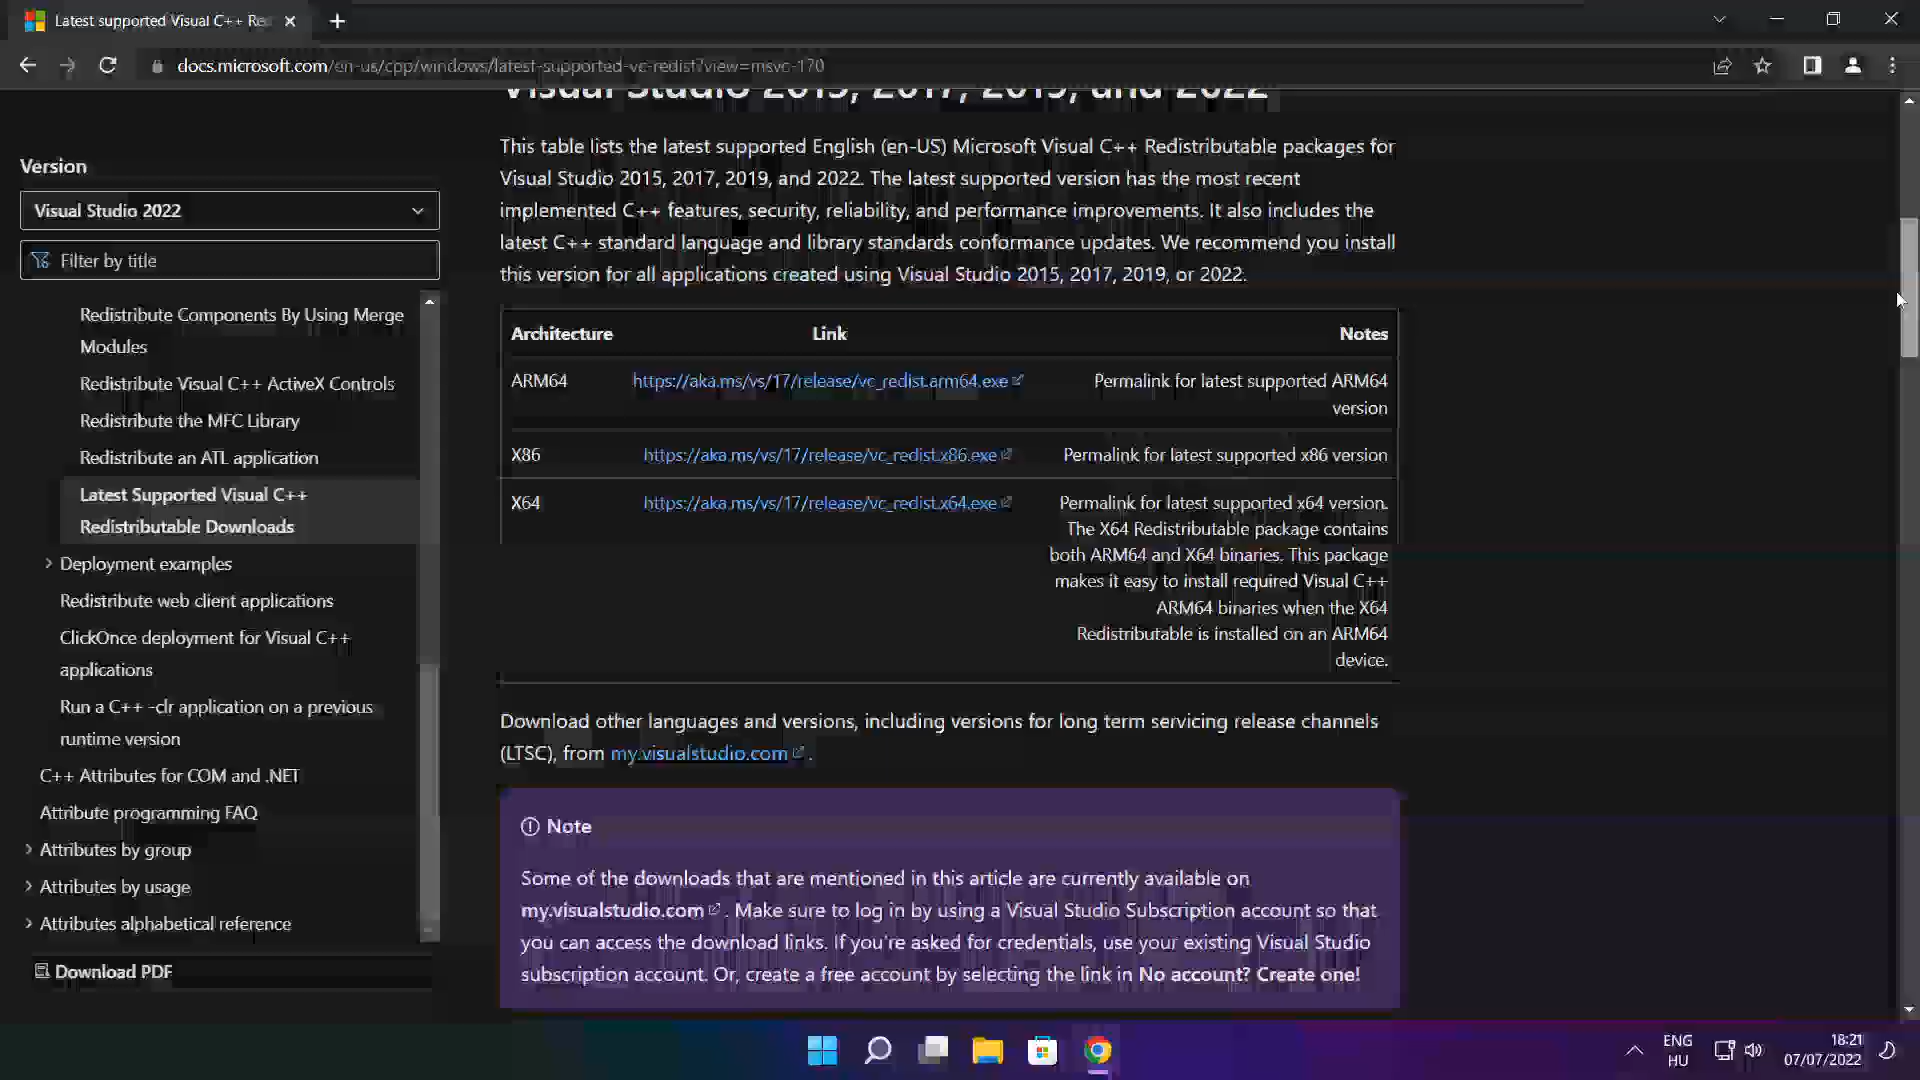 Latest supported Visual C++ Re
docs.microsoft.com/en-us/cpp/windows/latest-supported-vc-redist?view=msvc-170
Visual Studio 2015, 2017, 2019, and 2022
Version
Visual Studio 2022
Filter by title
Redistribute Components By Using Merge
Modules
Redistribute Visual C++ ActiveX Controls
Redistribute the MFC Library
Redistribute an ATL application
Latest Supported Visual C++
Redistributable Downloads
Deployment examples
Redistribute web client applications
ClickOnce deployment for Visual C++
applications
Run a C++ -clr application on a previous
runtime version
C++ Attributes for COM and .NET
Attribute programming FAQ
Attributes by group
Attributes by usage
Attributes alphabetical reference
Download PDF
This table lists the latest supported English (en-US) Microsoft Visual C++ Redistributable packages for
Visual Studio 2015, 2017, 2019, and 2022. The latest supported version has the most recent
implemented C++ features, security, reliability, and performance improvements. It also includes the
latest C++ standard language and library standards conformance updates. We recommend you install
this version for all applications created using Visual Studio 2015, 2017, 2019, or 2022.
Architecture Link Notes
ARM64 https://aka.ms/vs/17/release/vc_redist.arm64.exe Permalink for latest supported ARM64
version
X86 https://aka.ms/vs/17/release/vc_redist.x86.exe Permalink for latest supported x86 version
X64 https://aka.ms/vs/17/release/vc_redist.x64.exe Permalink for latest supported x64 version.
The X64 Redistributable package contains
both ARM64 and X64 binaries. This package
makes it easy to install required Visual C++
ARM64 binaries when the X64
Redistributable is installed on an ARM64
device.
Download other languages and versions, including versions for long term servicing release channels
(LTSC), from my.visualstudio.com .
Note
Some of the downloads that are mentioned in this article are currently available on
my.visualstudio.com . Make sure to log in by using a Visual Studio Subscription account so that
you can access the download links. If you're asked for credentials, use your existing Visual Studio
subscription account. Or, create a free account by selecting the link in No account? Create one!
ENG
HU
18:21
07/07/2022